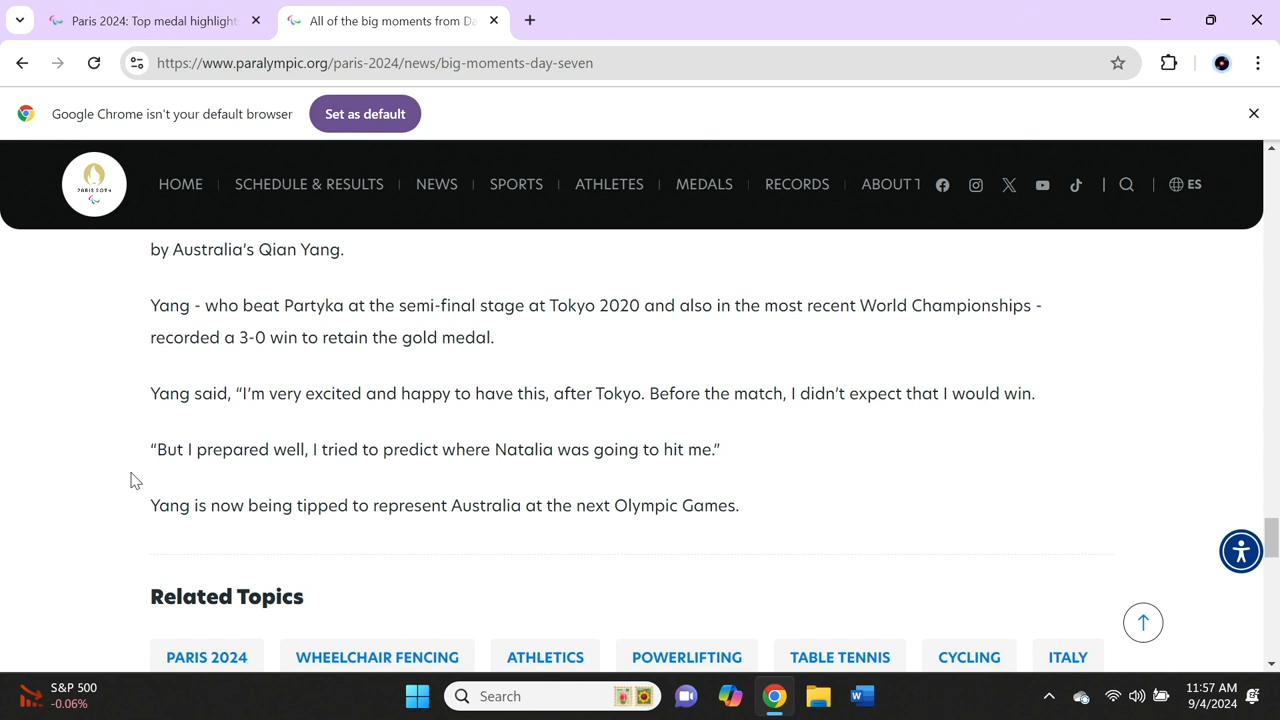 Paris 2024: Top medal highlight
All of the big moments from Da
https://www.paralympic.org/paris-2024/news/big-moments-day-seven
Google Chrome isn't your default browser
Set as default
PARIS 2024
HOME
SCHEDULE & RESULTS
NEWS
SPORTS
ATHLETES
MEDALS
RECORDS
ABOUT T
ES
by Australia’s Qian Yang.
Yang - who beat Partyka at the semi-final stage at Tokyo 2020 and also in the most recent World Championships -
recorded a 3-0 win to retain the gold medal.
Yang said, “I’m very excited and happy to have this, after Tokyo. Before the match, I didn’t expect that I would win.
“But I prepared well, I tried to predict where Natalia was going to hit me.”
Yang is now being tipped to represent Australia at the next Olympic Games.
Related Topics
PARIS 2024
WHEELCHAIR FENCING
ATHLETICS
POWERLIFTING
TABLE TENNIS
CYCLING
ITALY
S&P 500
-0.06%
Search
11:57 AM
9/4/2024